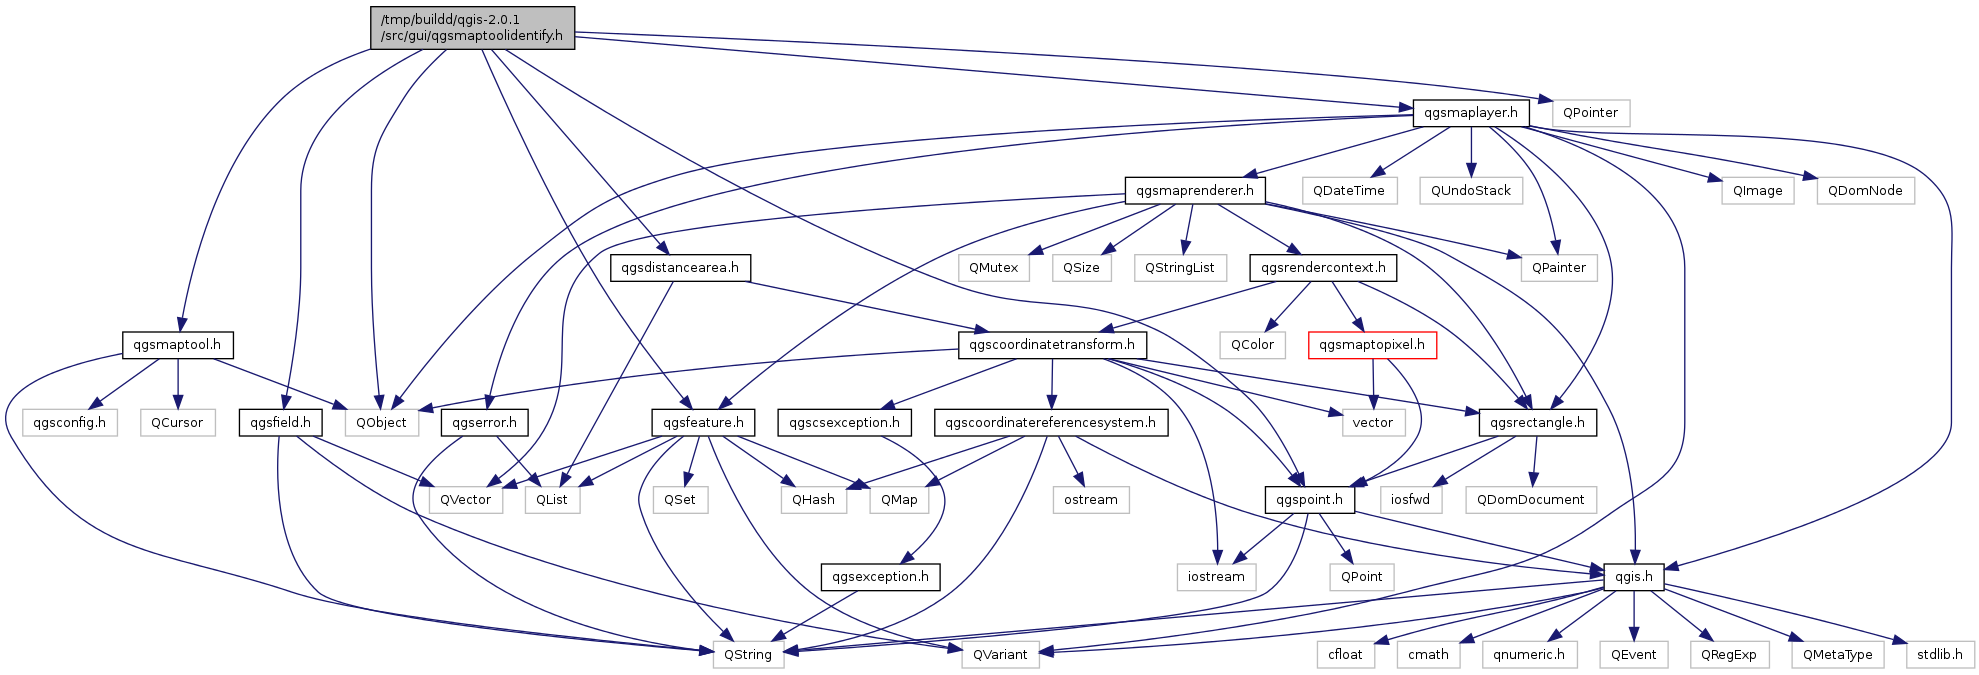 /tmp/buildd/qgis-2.0.1
/src/gui/qgsmaptoolidentify.h
qgsmaplayer.h
QPointer
qgsmaprenderer.h
QDateTime
QUndoStack
QImage
QDomNode
qgsdistancearea.h
QMutex
QSize
QStringList
qgsrendercontext.h
QPainter
qgsmaptool.h
qgscoordinatetransform.h
QColor
qgsmaptopixel.h
qgsconfig.h
QCursor
qgsfield.h
QObject
qgserror.h
qgsfeature.h
qgscsexception.h
qgscoordinatereferencesystem.h
vector
qgsrectangle.h
QVector
QList
QSet
QHash
QMap
ostream
qgspoint.h
iosfwd
QDomDocument
qgsexception.h
iostream
QPoint
qgis.h
QString
QVariant
cfloat
cmath
qnumeric.h
QEvent
QRegExp
QMetaType
stdlib.h